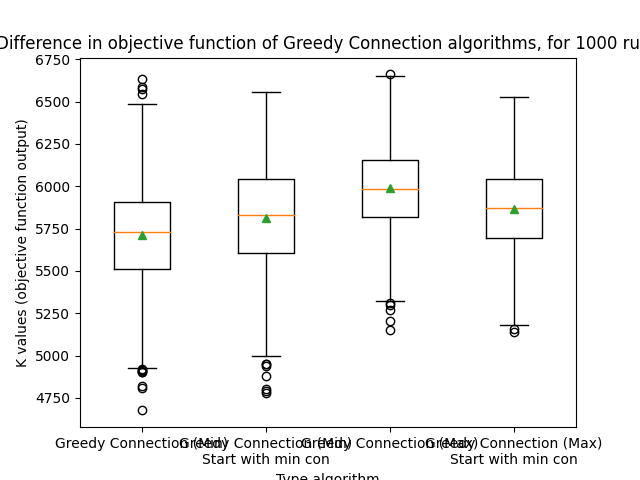 Difference in objective function of Greedy Connection algorithms, for 1000 ru
6750
6500
6250
6000
5750
5500
5250
5000
4750
K values (objective function output)
Greedy Connection (Min)
Greedy Connection (Min)
Start with min con
Greedy Connection (Max)
Greedy Connection (Max)
Start with min con
Type algorithm